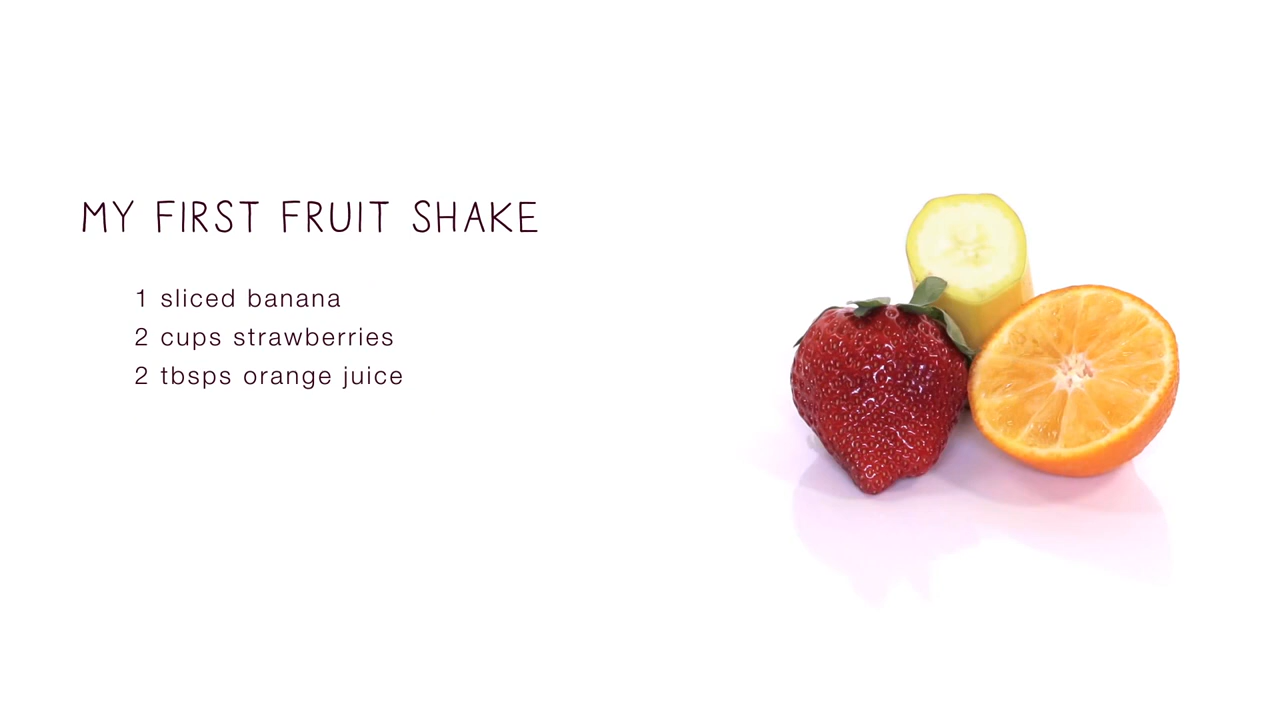 MY FIRST FRUIT SHAKE
1 sliced banana
2 cups strawberries
2 tbsps orange juice